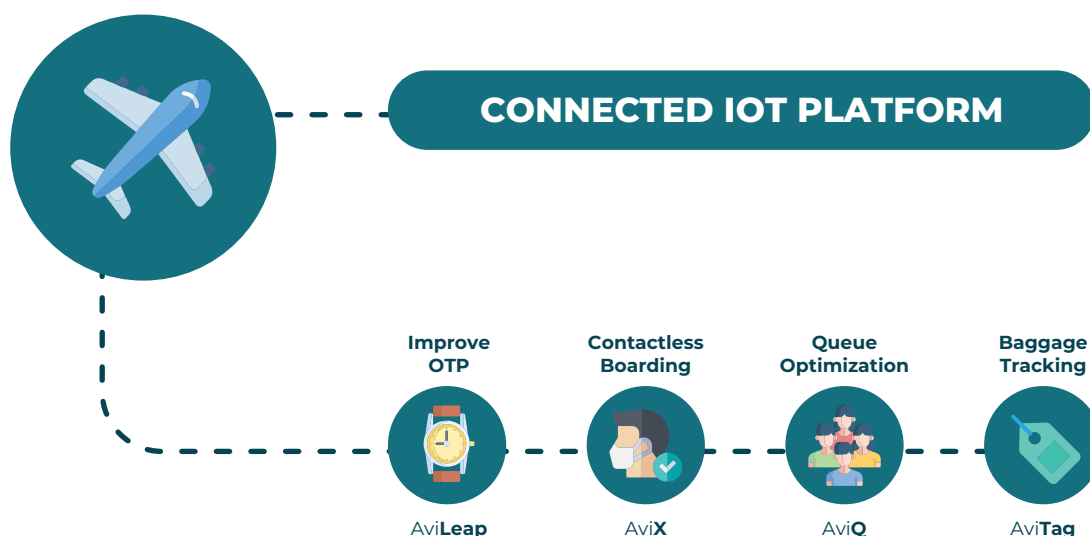 CONNECTED IOT PLATFORM
Improve
OTP
Contactless
Boarding
Queue
Optimization
Baggage
Tracking
AviLeap
AviX
AviQ
AviTag